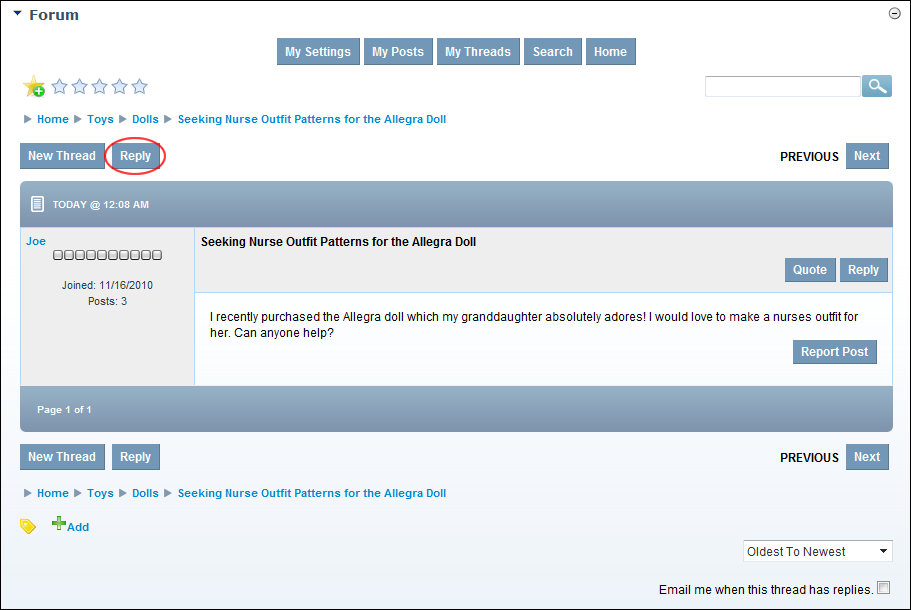 Forum
My Settings My Posts My Threads Search Home
Home Toys Dolls Seeking Nurse Outfit Patterns for the Allegra Doll
New Thread Reply PREVIOUS Next
TODAY @ 12:08 AM
Joe
Seeking Nurse Outfit Patterns for the Allegra Doll
Quote Reply
Joined: 11/16/2010
Posts: 3
I recently purchased the Allegra doll which my granddaughter absolutely adores! I would love to make a nurses outfit for
her. Can anyone help?
Report Post
Page 1 of 1
New Thread Reply PREVIOUS Next
Home Toys Dolls Seeking Nurse Outfit Patterns for the Allegra Doll
Add
Oldest To Newest
Email me when this thread has replies.